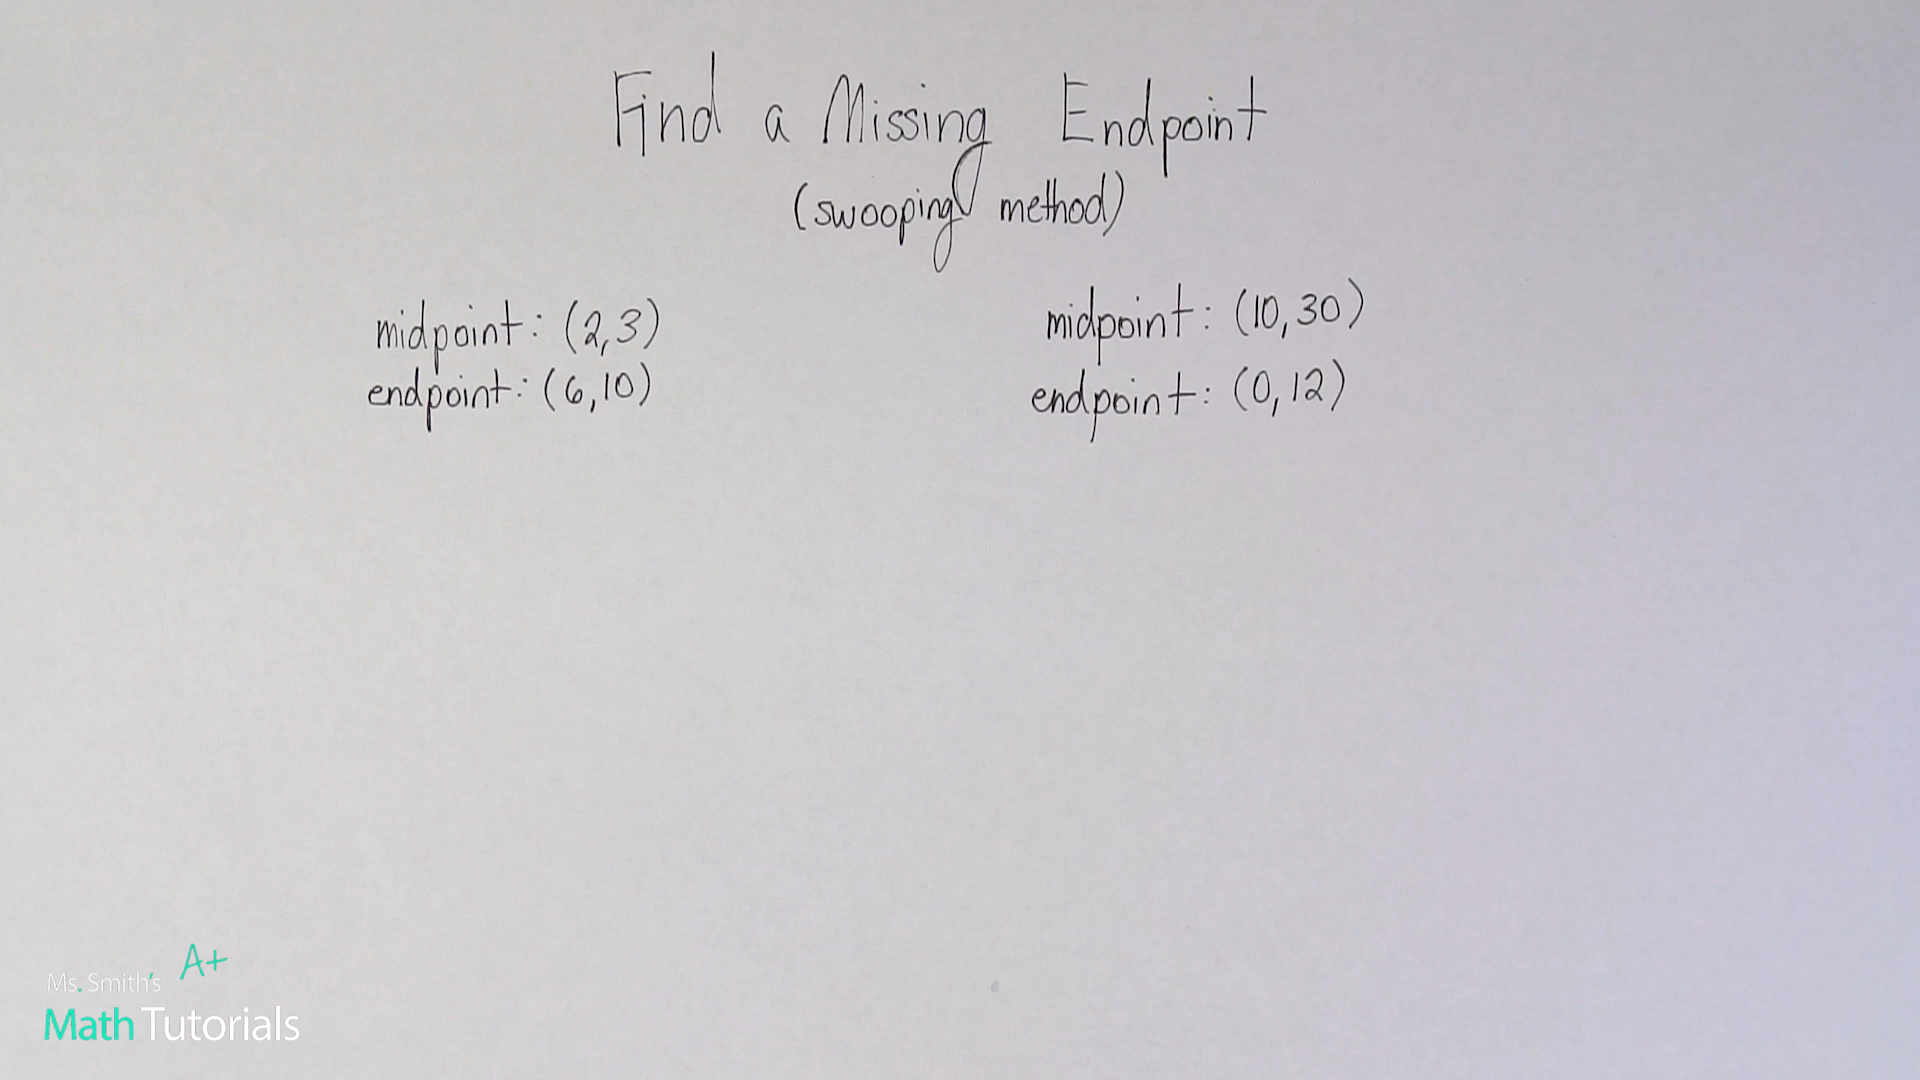 Find a Missing Endpoint
(swooping method)
midpoint: (2,3)
endpoint: (6,10)
midpoint: (10,30)
endpoint: (0,12)
A+
Ms. Smith's
Math Tutorials